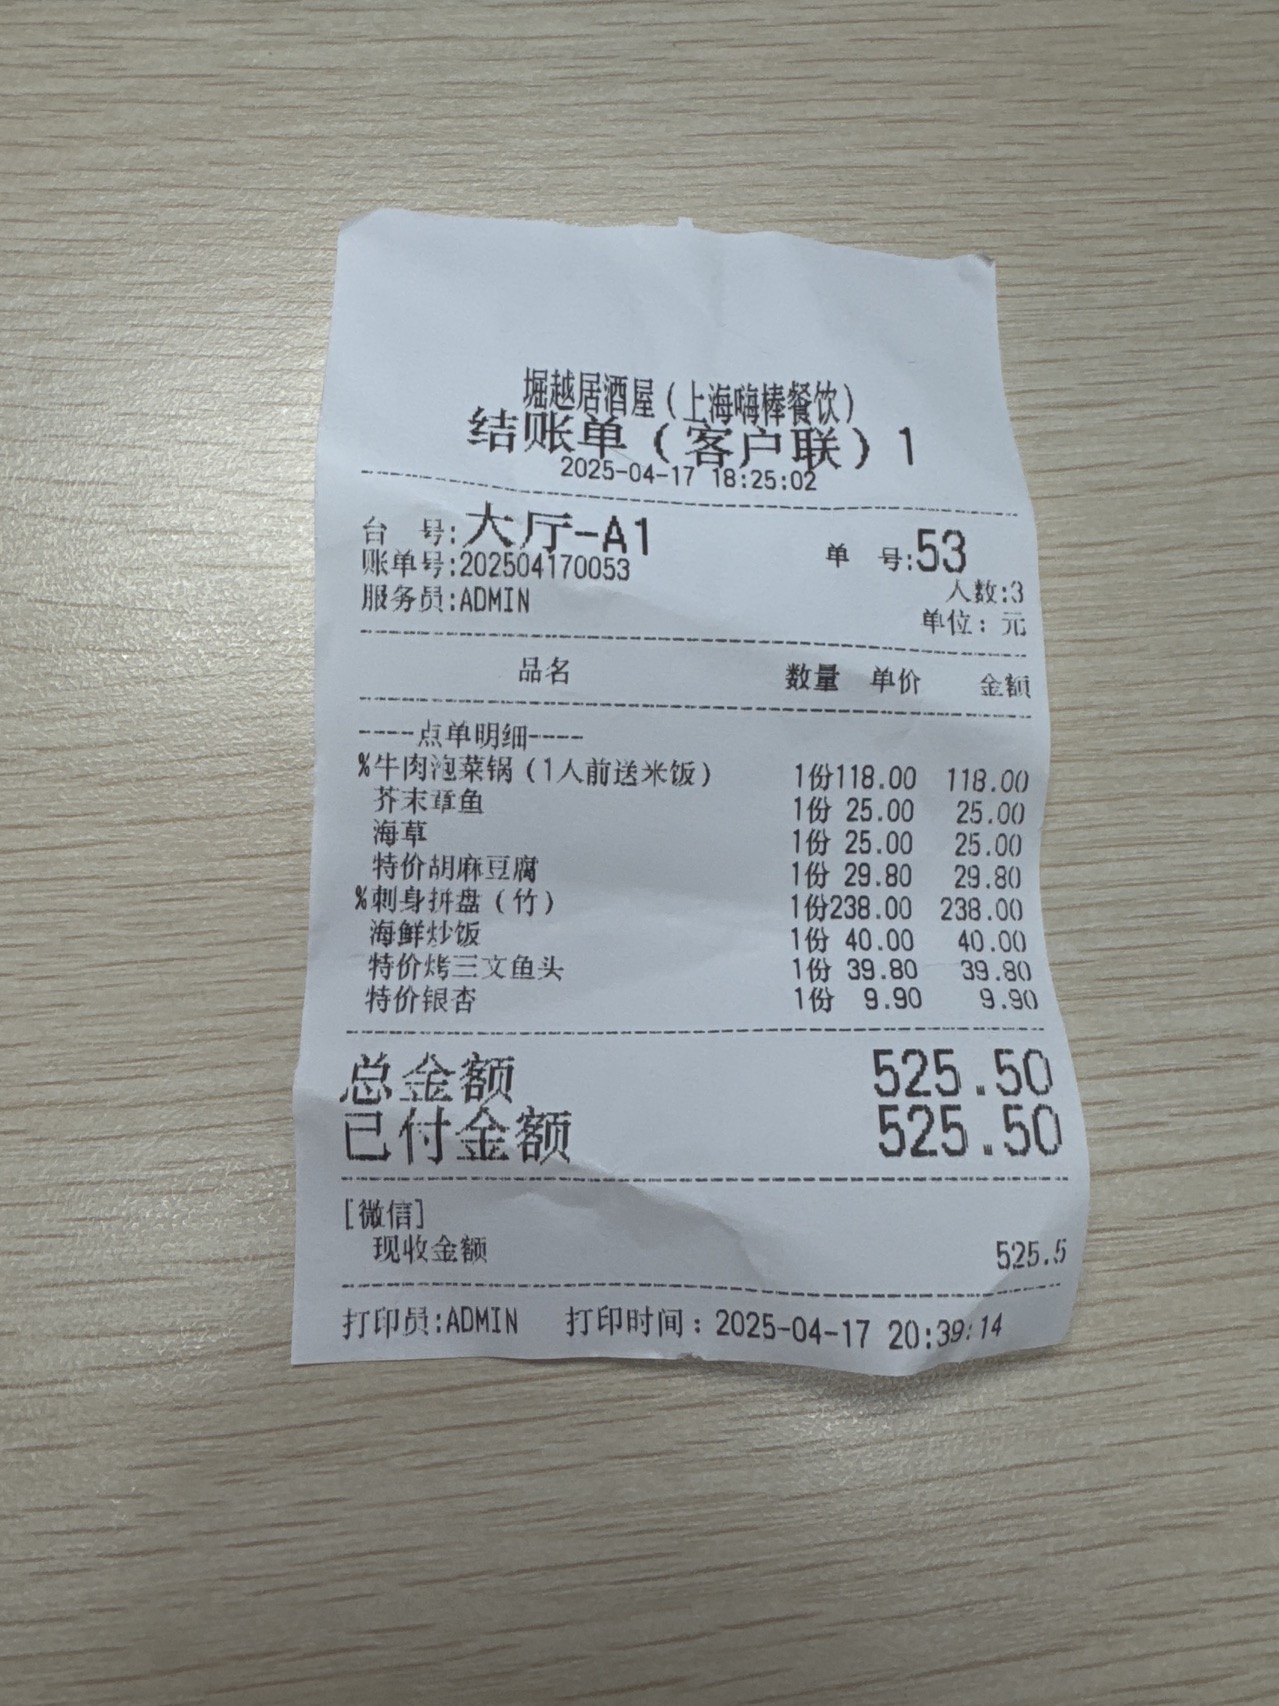 堀越居酒屋(上海嗨棒餐饮)
结账单(客户联)1
2025-04-17 18:25:02
台 号:大厅-A1 单 号:53
账单号:202504170053 人数:3
服务员:ADMIN 单位:元
品名 数量 单价 金额
----点单明细----
%牛肉泡菜锅(1人前送米饭) 1份118.00 118.00
芥末章鱼 1份 25.00 25.00
海草 1份 25.00 25.00
特价胡麻豆腐 1份 29.80 29.80
%刺身拼盘(竹) 1份238.00 238.00
海鲜炒饭 1份 40.00 40.00
特价烤三文鱼头 1份 39.80 39.80
特价银杏 1份 9.90 9.90
总金额 525.50
已付金额 525.50
[微信]
现收金额 525.5
打印员:ADMIN 打印时间:2025-04-17 20:39:14